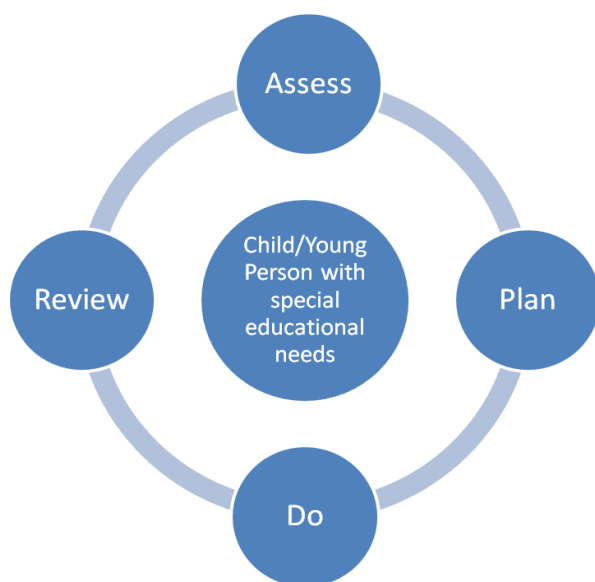 Assess
Child/Young
Person with
special
educational
needs
Review
Plan
Do